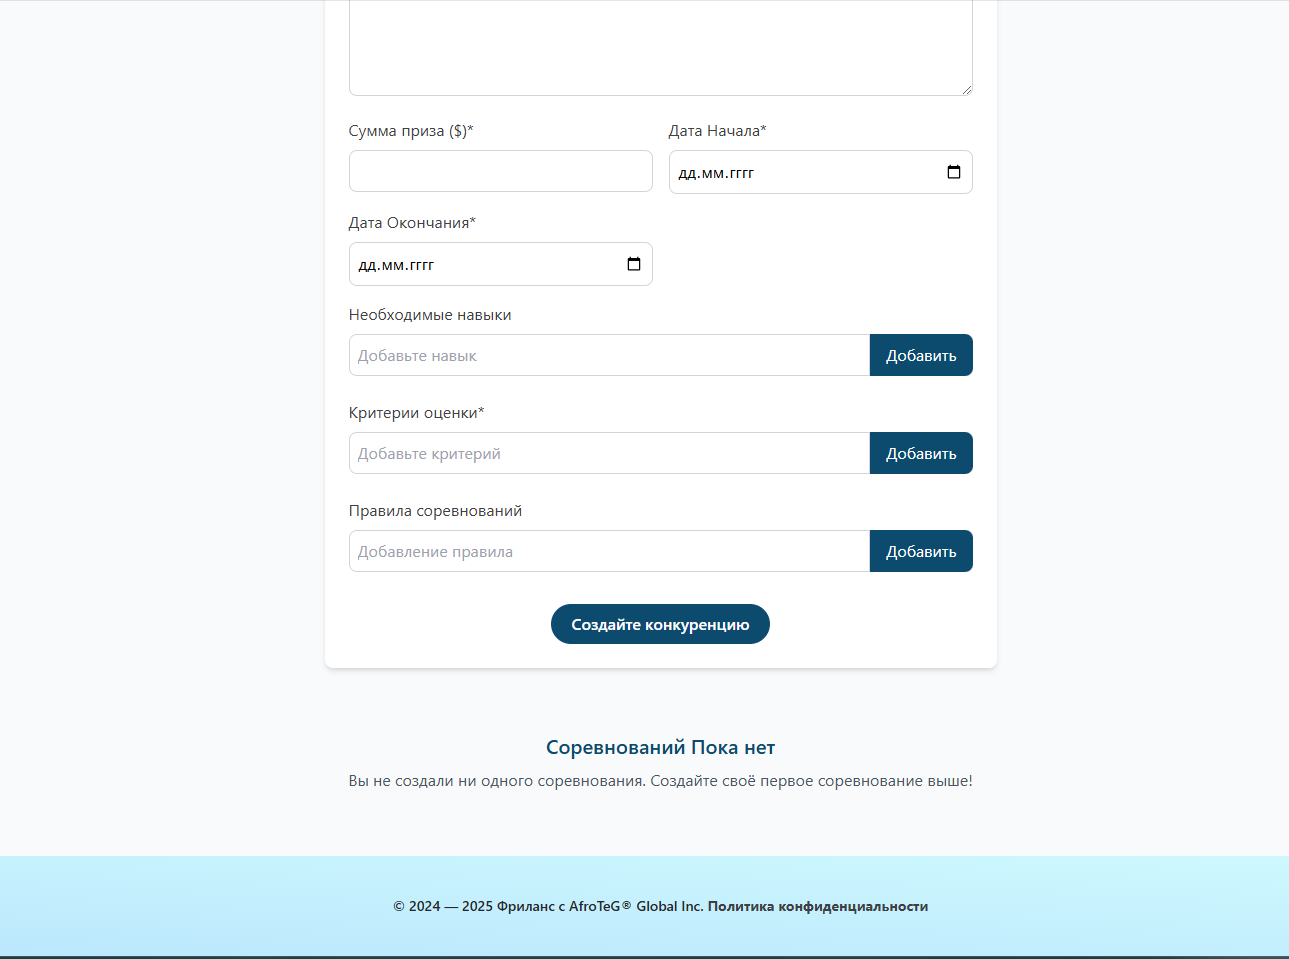 Сумма приза ($)*
Дата Начала*
дд.мм.гггг
Дата Окончания*
дд.мм.гггг
Необходимые навыки
Добавьте навык
Добавить
Критерии оценки*
Добавьте критерий
Добавить
Правила соревнований
Добавление правила
Добавить
Создайте конкуренцию
Соревнований Пока нет
Вы не создали ни одного соревнования. Создайте своё первое соревнование выше!
© 2024 — 2025 Фриланс с AfroTeG® Global Inc. Политика конфиденциальности